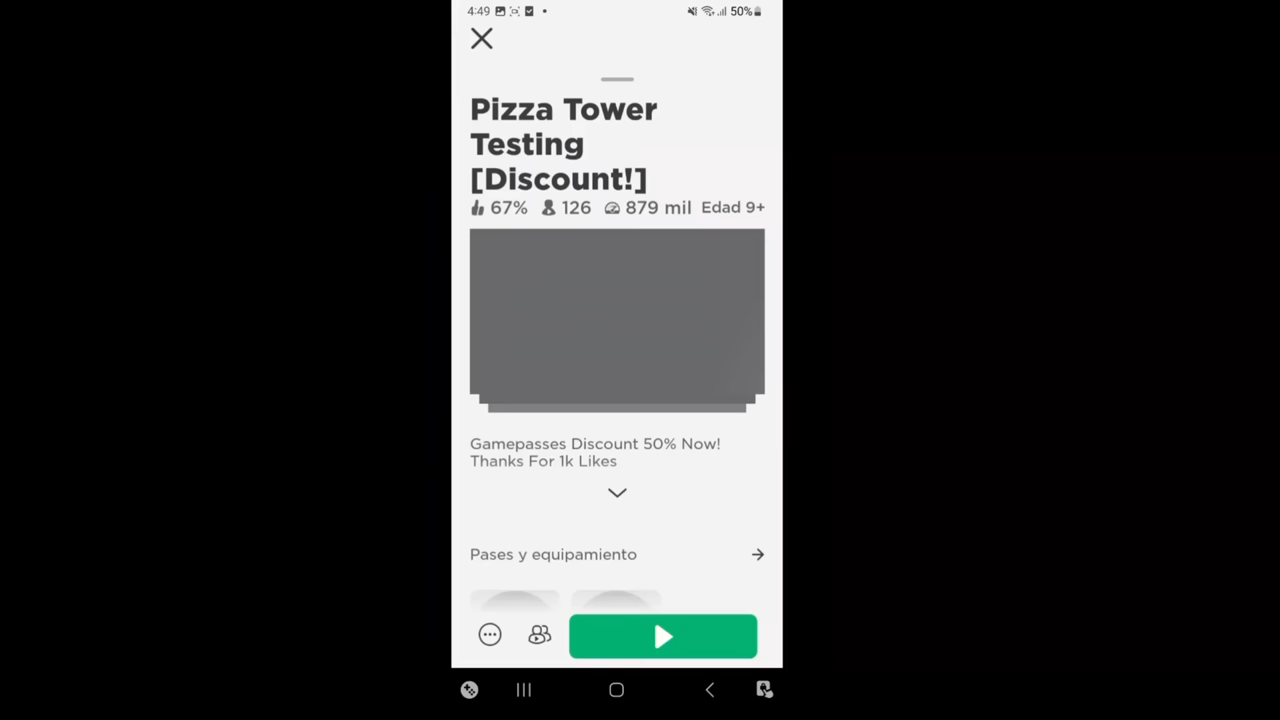 4:49 50%
Pizza Tower
Testing
[Discount!]
67% 126 879 mil Edad 9+
Gamepasses Discount 50% Now!
Thanks For 1k Likes
Pases y equipamiento